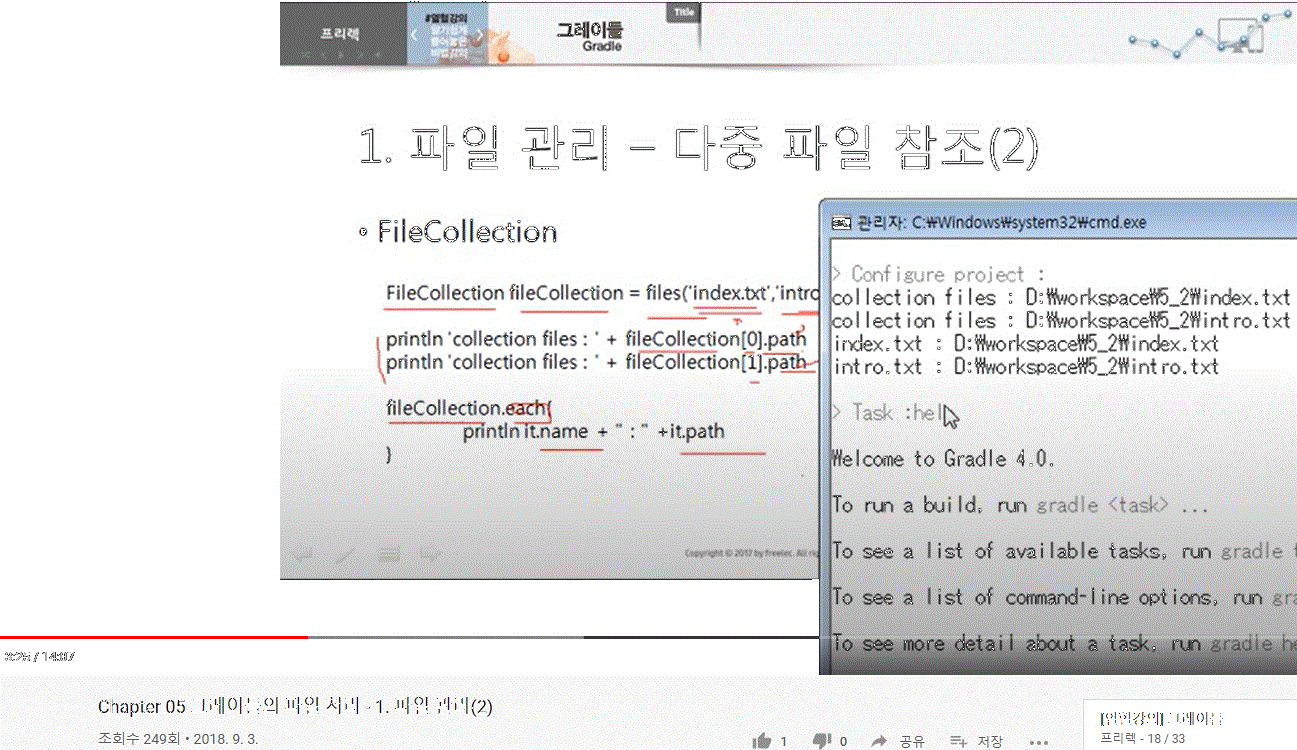 프리렉
#열혈강의
그레이들
Gradle
Title
1. 파일 관리 – 다중 파일 참조(2)
FileCollection
FileCollection fileCollection = files('index.txt','intro
println 'collection files : ' + fileCollection[0].path
println 'collection files : ' + fileCollection[1].path
fileCollection.each{
println it.name + " : " +it.path
}
Copyright © 2017 by freelec. All rig
관리자: C:₩Windows₩system32₩cmd.exe
> Configure project :
collection files : D:₩workspace₩5_2₩index.txt
collection files : D:₩workspace₩5_2₩intro.txt
index.txt : D:₩workspace₩5_2₩index.txt
intro.txt : D:₩workspace₩5_2₩intro.txt
> Task :hel
Welcome to Gradle 4.0.
To run a build, run gradle <task> ...
To see a list of available tasks, run gradle t
To see a list of command-line options, run gra
To see more detail about a task, run gradle he
/ 14:07
Chapter 05. 그레이들의 파일 처리 - 1. 파일 관리(2)
조회수 249회 • 2018. 9. 3.
1
0
공유
저장
[열혈강의] 그레이들
프리렉 - 18 / 33